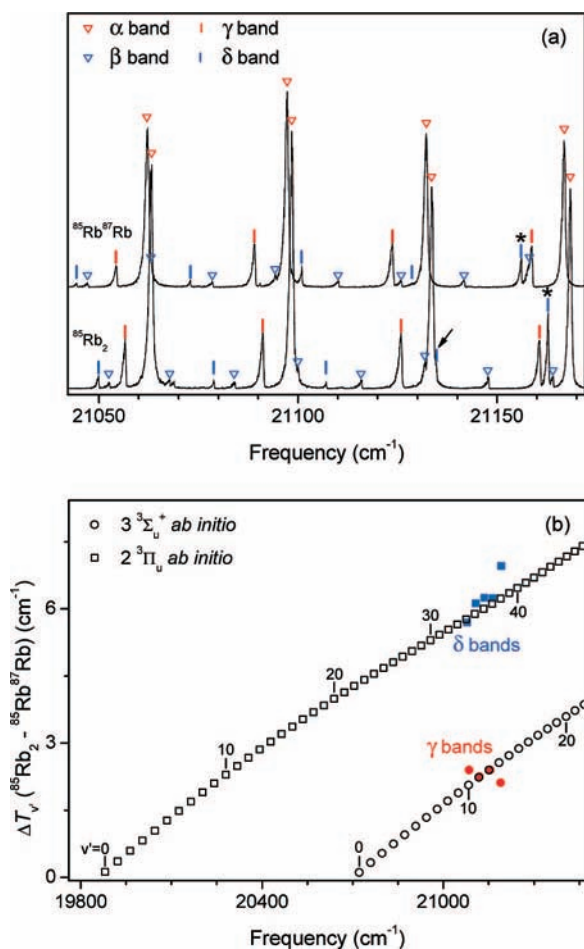 α band γ band (a)
β band δ band
⁸⁵Rb⁸⁷Rb
*
*
⁸⁵Rb₂
21050 21100 21150
Frequency (cm⁻¹)
3 ³Σᵤ⁺ ab initio (b)
2 ³Πᵤ ab initio
ΔTᵥ' (⁸⁵Rb₂ - ⁸⁵Rb⁸⁷Rb) (cm⁻¹)
6
3
0
40
30
δ bands
20
γ bands
10
20
10
v'=0
0
19800 20400 21000
Frequency (cm⁻¹)